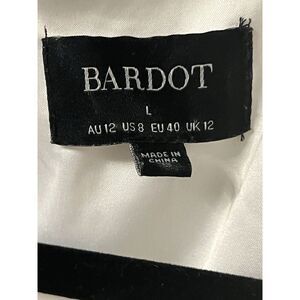 BARDOT
L
AU 12 US 8 EU 40 UK 12
MADE IN
CHINA